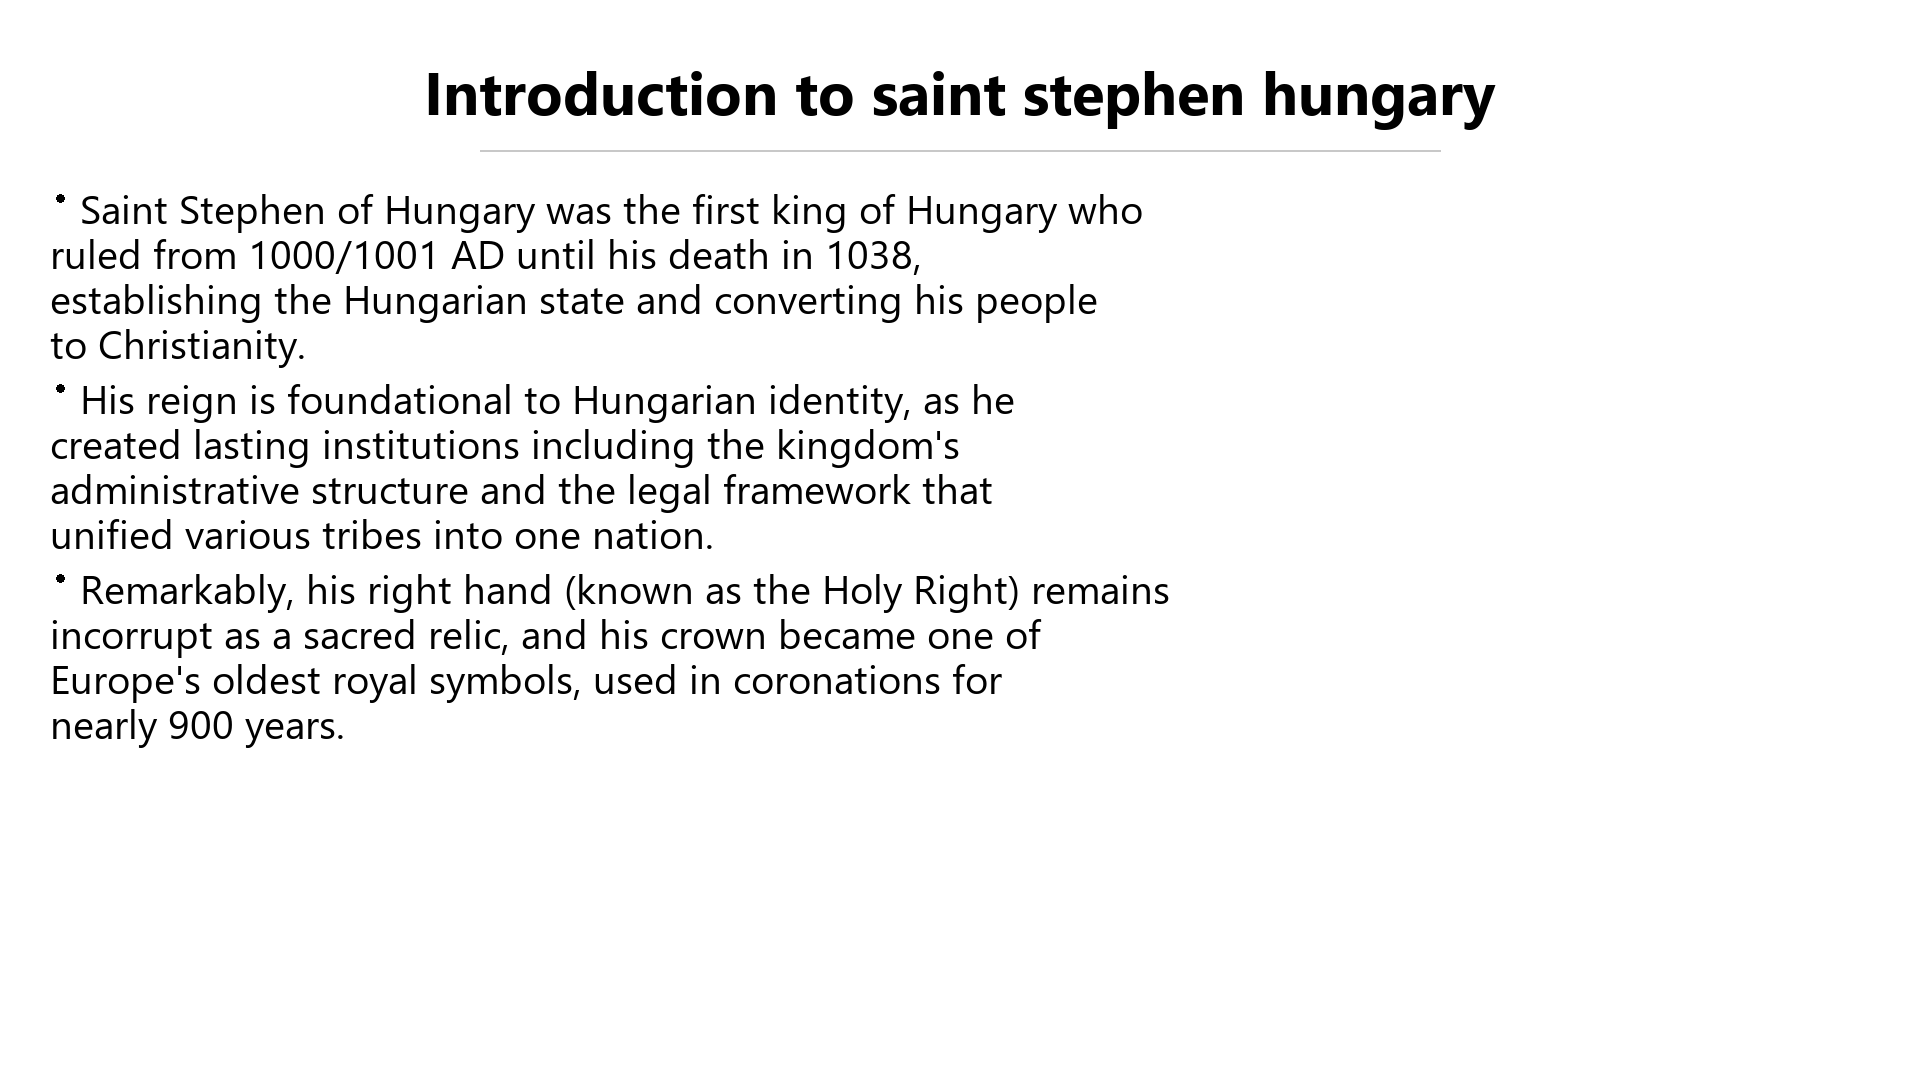 Introduction to saint stephen hungary
• Saint Stephen of Hungary was the first king of Hungary who
ruled from 1000/1001 AD until his death in 1038,
establishing the Hungarian state and converting his people
to Christianity.
• His reign is foundational to Hungarian identity, as he
created lasting institutions including the kingdom's
administrative structure and the legal framework that
unified various tribes into one nation.
• Remarkably, his right hand (known as the Holy Right) remains
incorrupt as a sacred relic, and his crown became one of
Europe's oldest royal symbols, used in coronations for
nearly 900 years.